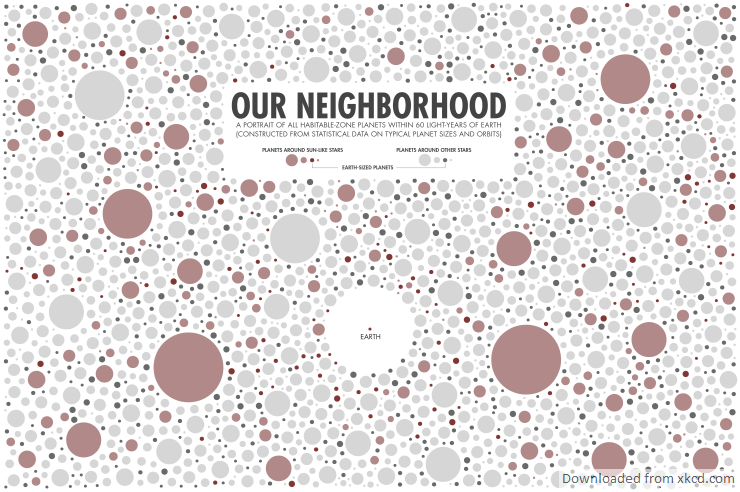 OUR NEIGHBORHOOD
A PORTRAIT OF ALL HABITABLE-ZONE PLANETS WITHIN 60 LIGHT-YEARS OF EARTH
(CONSTRUCTED FROM STATISTICAL DATA ON TYPICAL PLANET SIZES AND ORBITS)
PLANETS AROUND SUN-LIKE STARS
PLANETS AROUND OTHER STARS
EARTH-SIZED PLANETS
EARTH
Downloaded from xkcd.com